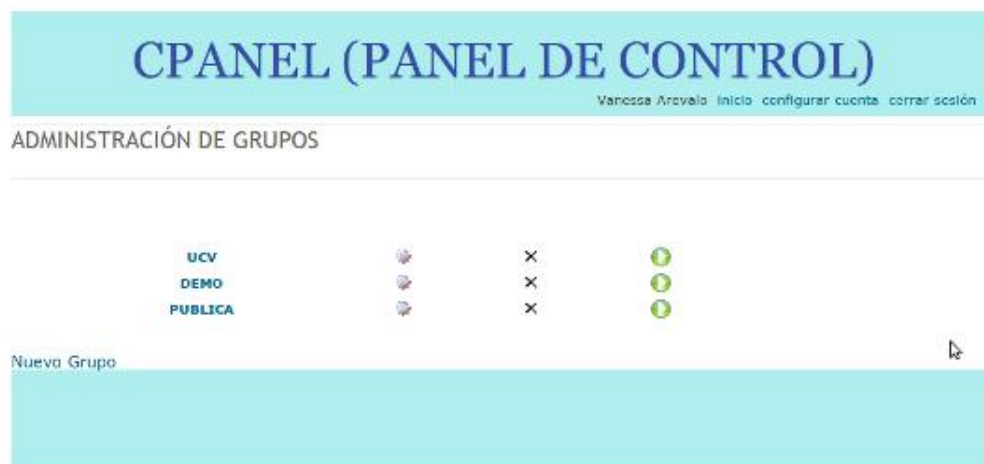 CPANEL (PANEL DE CONTROL)
Vanessa Arevalo inicio configurar cuenta cerrar sesión
ADMINISTRACIÓN DE GRUPOS
UCV
DEMO
PUBLICA
Nuevo Grupo